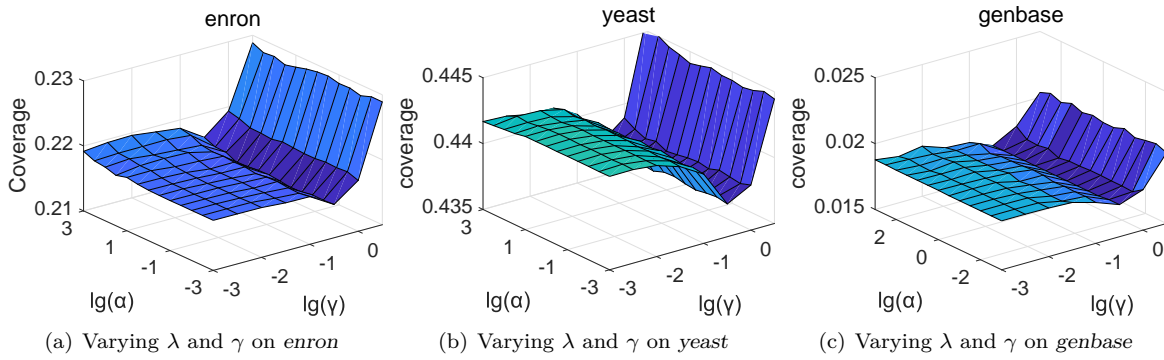 enron
0.23
0.22
0.21
Coverage
3
1
-1
-3
lg(α)
-3
-2
-1
0
lg(γ)
(a) Varying λ and γ on enron
yeast
0.445
0.44
0.435
coverage
3
1
-1
-3
lg(α)
-3
-2
-1
0
lg(γ)
(b) Varying λ and γ on yeast
genbase
0.025
0.02
0.015
coverage
2
0
-2
lg(α)
-3
-2
-1
0
lg(γ)
(c) Varying λ and γ on genbase